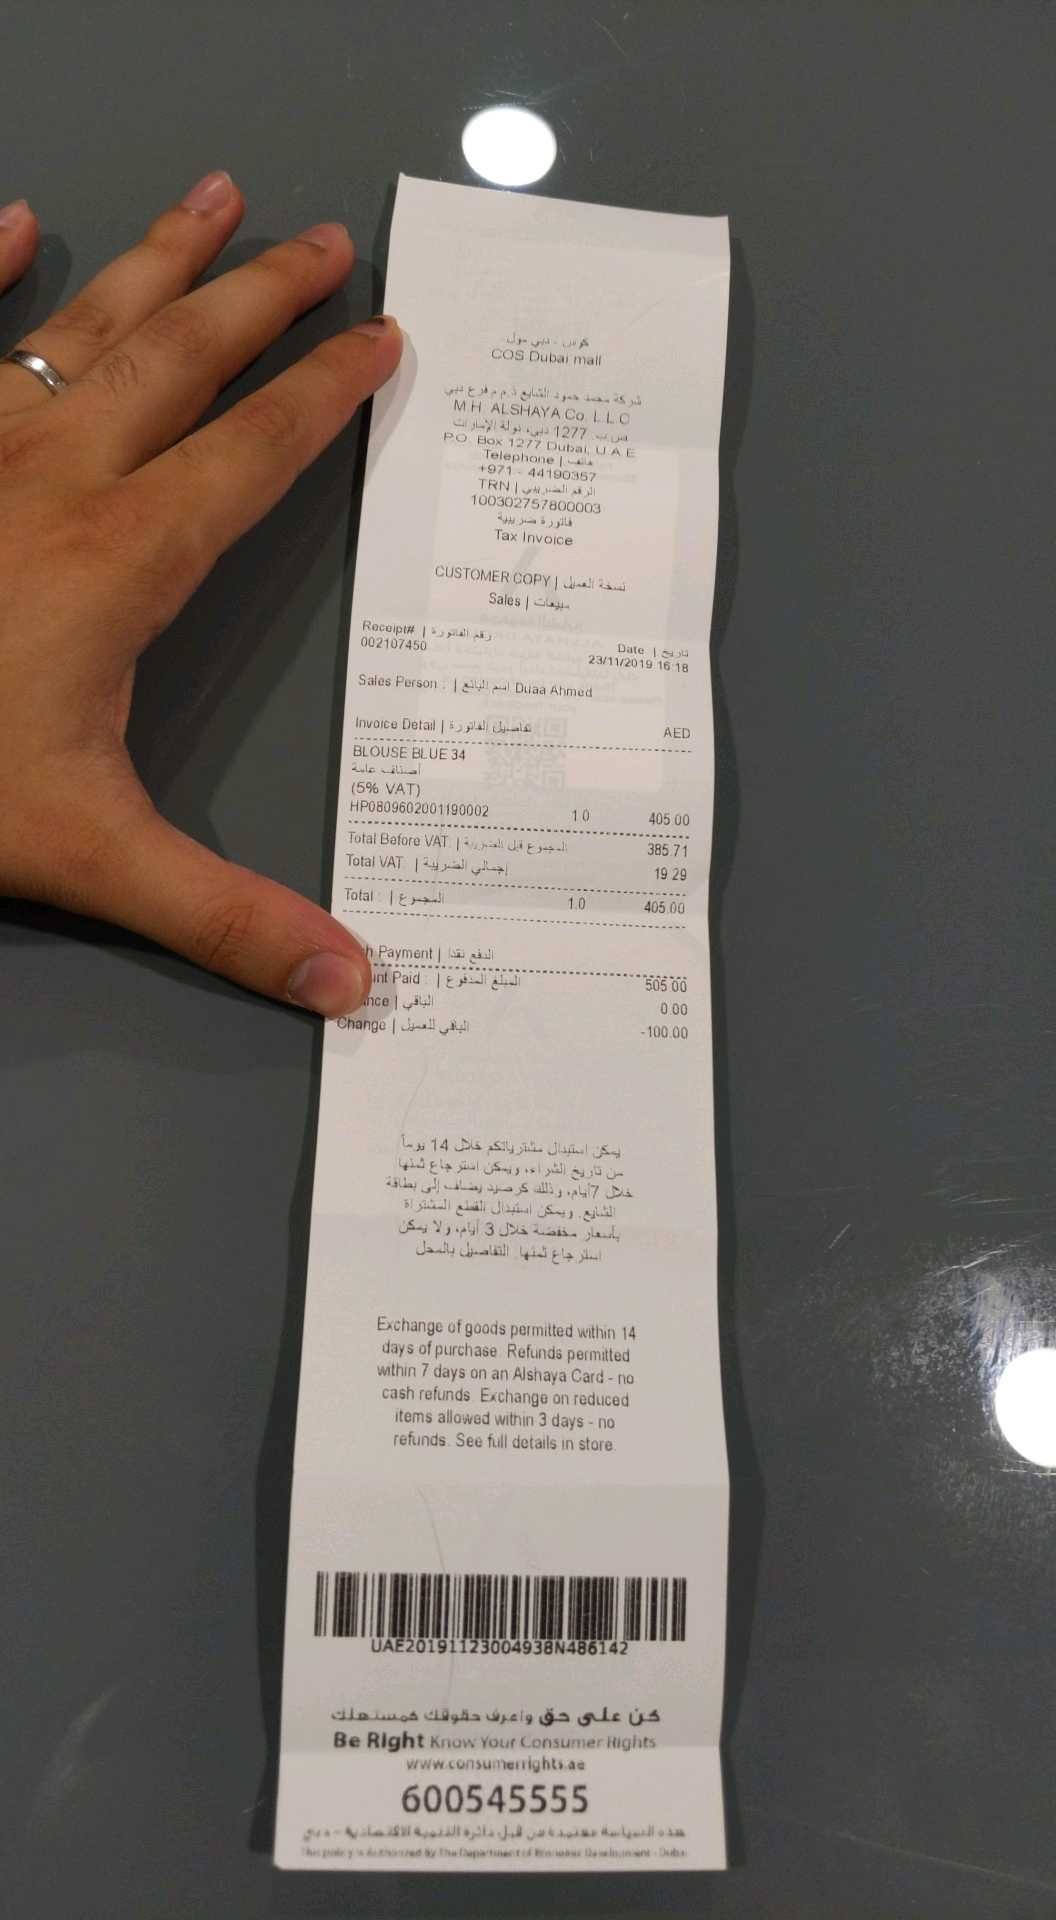 كوس - دبي مول
COS Dubai mall
شركة محمد حمود الشايع ذ.م.م فرع دبي
M.H. ALSHAYA Co. L.L.C
ص.ب. 1277 دبي، دولة الإمارات
P.O. Box 1277 Dubai, U.A.E
Telephone | هاتف
+971 - 44190357
TRN | الرقم الضريبي
100302757800003
فاتورة ضريبية
Tax Invoice
CUSTOMER COPY | نسخة العميل
Sales | مبيعات
Receipt# | رقم الفاتورة
Date | تاريخ
002107450
23/11/2019 16:18
Sales Person : | اسم البائع Duaa Ahmed
Invoice Detail | تفاصيل الفاتورة AED
BLOUSE BLUE 34
أصناف عامة
(5% VAT)
HP0809602001190002 1.0 405.00
Total Before VAT: | المجموع قبل الضريبة 385.71
Total VAT: | إجمالي الضريبة 19.29
Total : | المجموع 1.0 405.00
Payment | الدفع نقدا
Paid : | المبلغ المدفوع 505.00
الباقي 0.00
Change | الباقي للعميل -100.00
يمكن استبدال مشترياتكم خلال 14 يوماً
من تاريخ الشراء، ويمكن استرجاع ثمنها
خلال 7أيام، وذلك كرصيد يضاف إلى بطاقة
الشايع. ويمكن استبدال القطع المشتراة
بأسعار مخفضة خلال 3 أيام، ولا يمكن
استرجاع ثمنها. التفاصيل بالمحل
Exchange of goods permitted within 14
days of purchase. Refunds permitted
within 7 days on an Alshaya Card - no
cash refunds. Exchange on reduced
items allowed within 3 days - no
refunds. See full details in store.
UAE20191123004938N486142
كن على حق واعرف حقوقك كمستهلك
Be Right Know Your Consumer Rights
www.consumerrights.ae
600545555
هذه السياسة معتمدة من قبل دائرة التنمية الاقتصادية - دبي
This policy is Authorized by The Department of Economic Development - Dubai